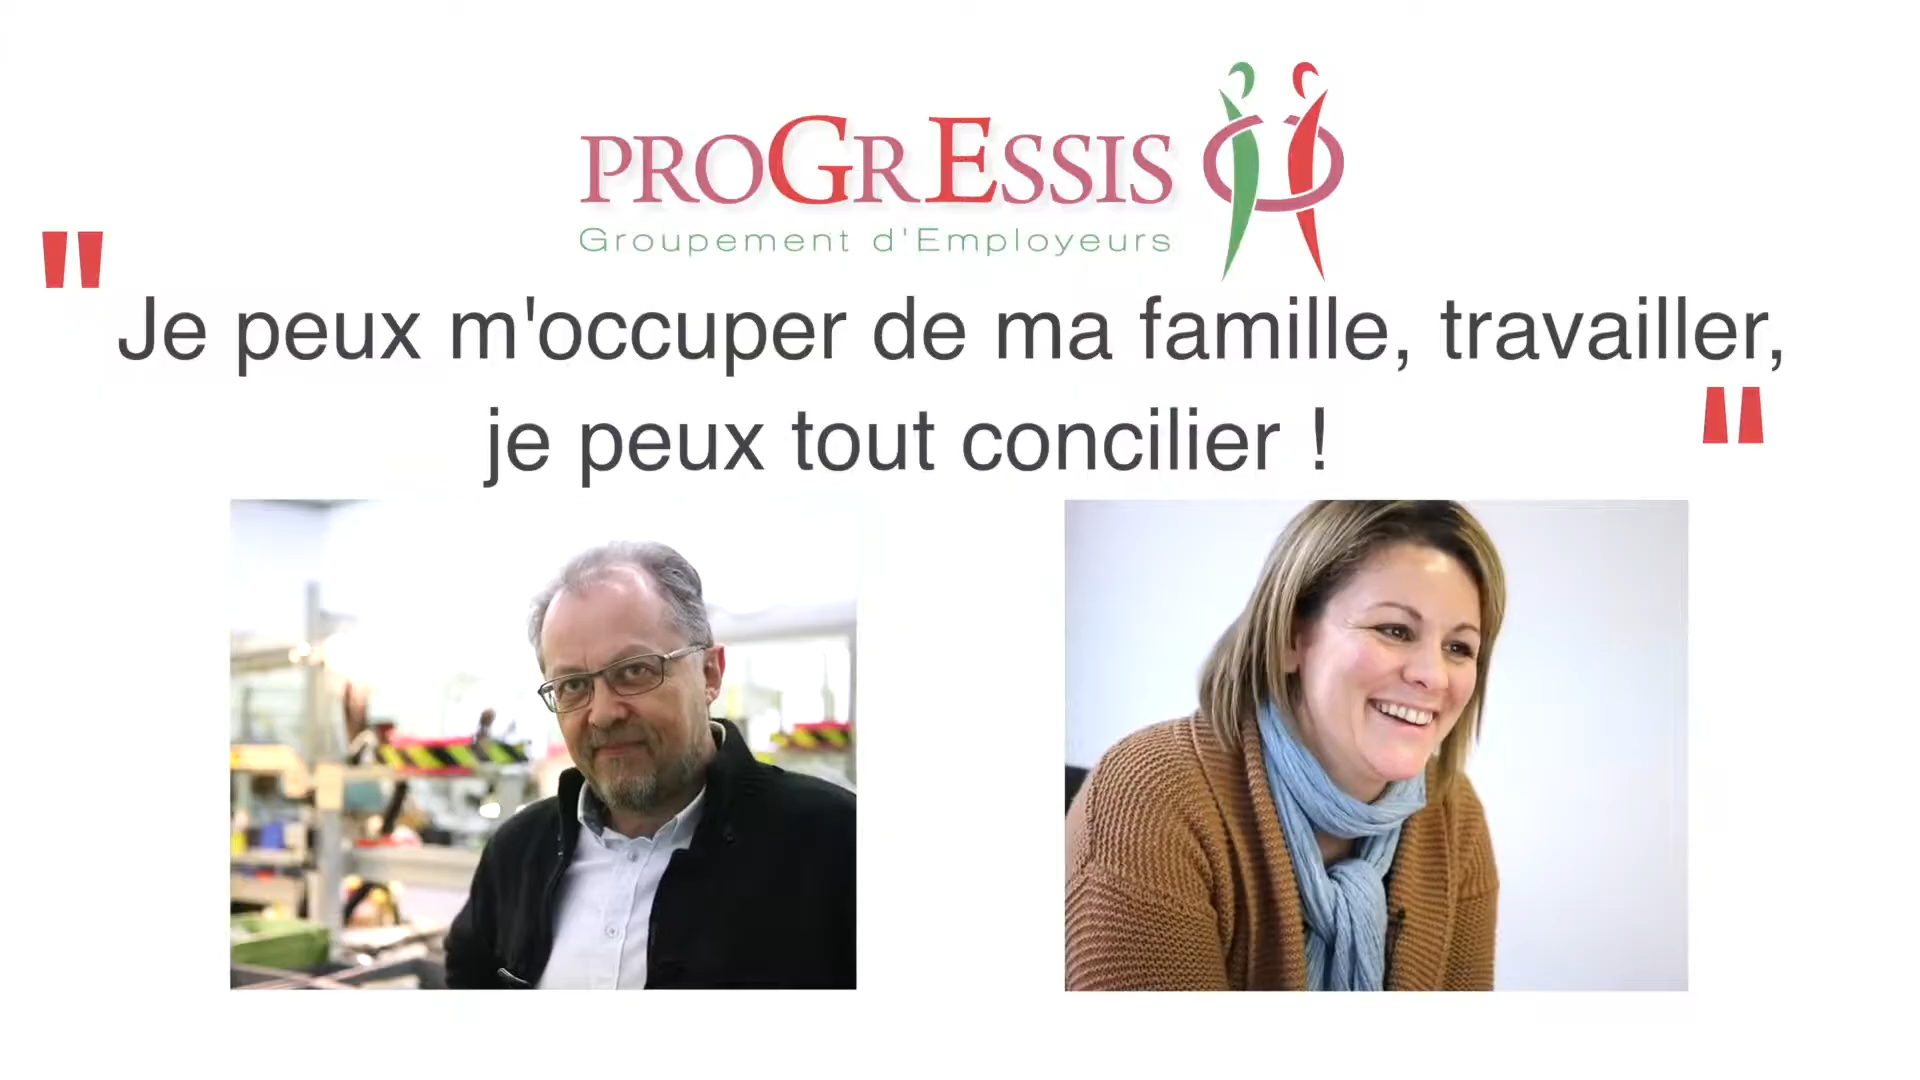 PROGRESSIS
Groupement d'Employeurs
"Je peux m'occuper de ma famille, travailler,
je peux tout concilier !"